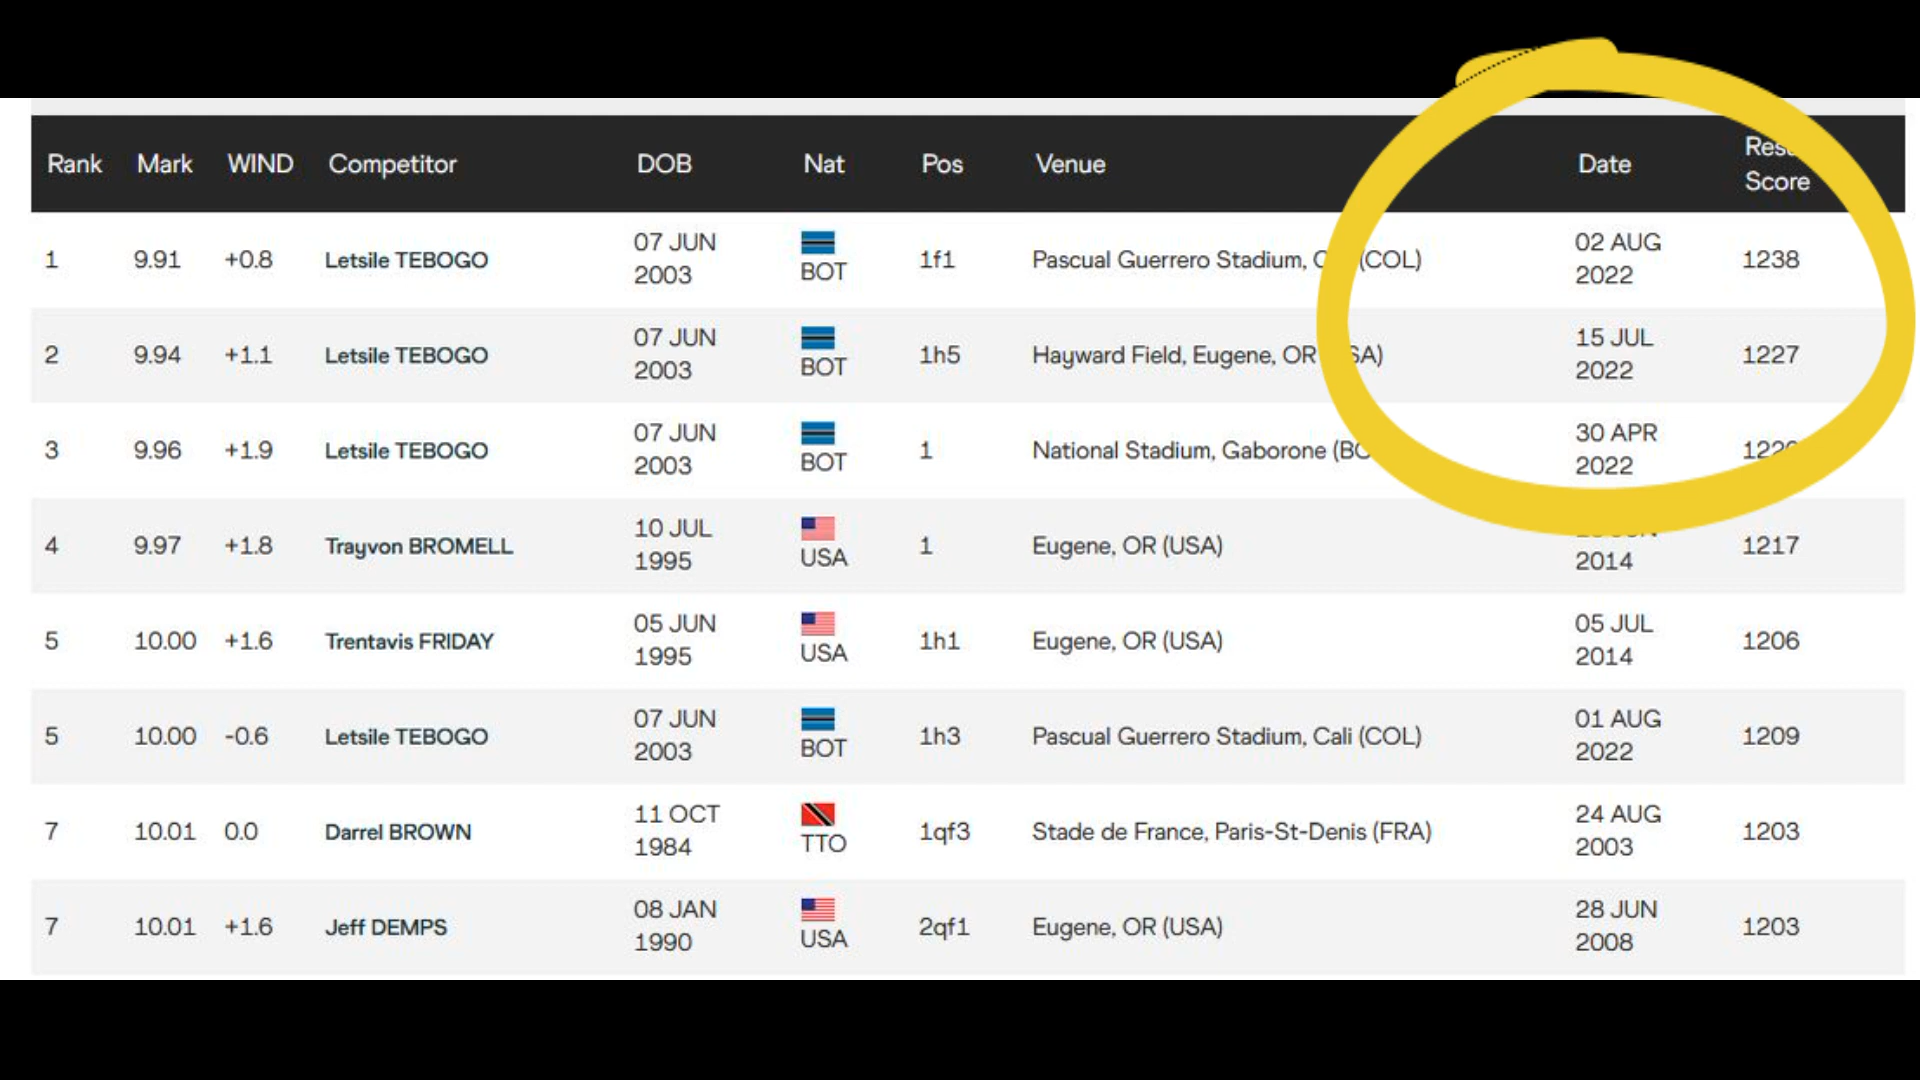 Rank Mark WIND Competitor DOB Nat Pos Venue Date Score
1 9.91 +0.8 Letsile TEBOGO 07 JUN 2003 BOT 1f1 Pascual Guerrero Stadium, (COL) 02 AUG 2022 1238
2 9.94 +1.1 Letsile TEBOGO 07 JUN 2003 BOT 1h5 Hayward Field, Eugene, OR 15 JUL 2022 1227
3 9.96 +1.9 Letsile TEBOGO 07 JUN 2003 BOT 1 National Stadium, Gaborone 30 APR 2022
4 9.97 +1.8 Trayvon BROMELL 10 JUL 1995 USA 1 Eugene, OR (USA) 2014 1217
5 10.00 +1.6 Trentavis FRIDAY 05 JUN 1995 USA 1h1 Eugene, OR (USA) 05 JUL 2014 1206
5 10.00 -0.6 Letsile TEBOGO 07 JUN 2003 BOT 1h3 Pascual Guerrero Stadium, Cali (COL) 01 AUG 2022 1209
7 10.01 0.0 Darrel BROWN 11 OCT 1984 TTO 1qf3 Stade de France, Paris-St-Denis (FRA) 24 AUG 2003 1203
7 10.01 +1.6 Jeff DEMPS 08 JAN 1990 USA 2qf1 Eugene, OR (USA) 28 JUN 2008 1203